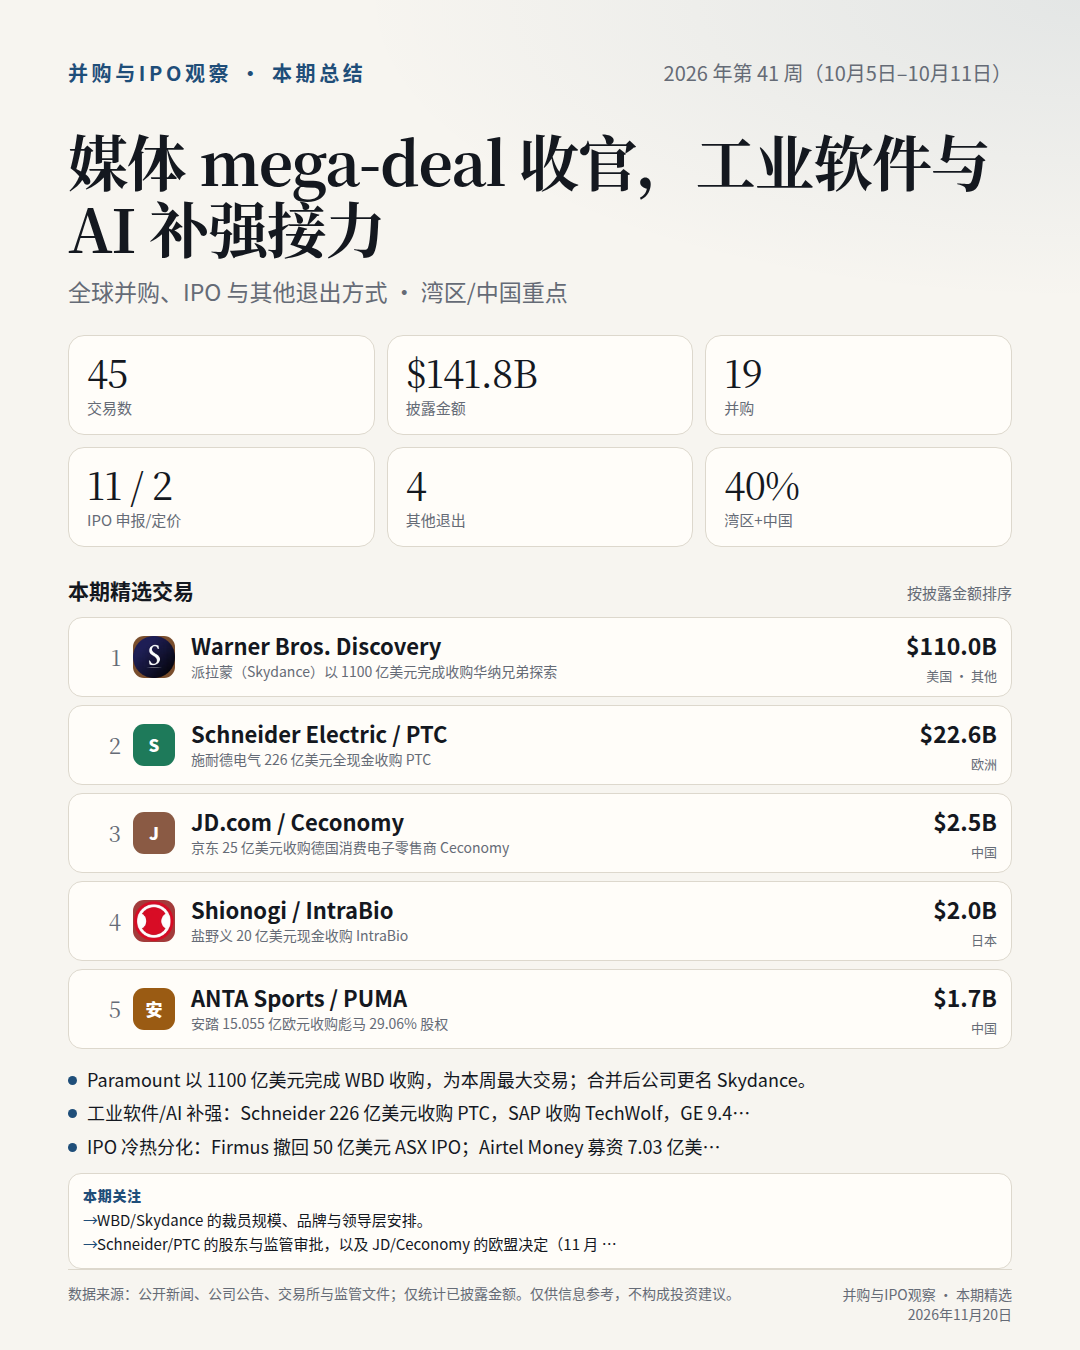 并购与IPO观察 · 本期总结
2026 年第 41 周（10月5日–10月11日）
媒体 mega-deal 收官，工业软件与
AI 补强接力
全球并购、IPO 与其他退出方式 · 湾区/中国重点
45
交易数
$141.8B
披露金额
19
并购
11 / 2
IPO 申报/定价
4
其他退出
40%
湾区+中国
本期精选交易
按披露金额排序
1
S
Warner Bros. Discovery
派拉蒙（Skydance）以 1100 亿美元完成收购华纳兄弟探索
$110.0B
美国 · 其他
2
S
Schneider Electric / PTC
施耐德电气 226 亿美元全现金收购 PTC
$22.6B
欧洲
3
J
JD.com / Ceconomy
京东 25 亿美元收购德国消费电子零售商 Ceconomy
$2.5B
中国
4
Shionogi / IntraBio
盐野义 20 亿美元现金收购 IntraBio
$2.0B
日本
5
安
ANTA Sports / PUMA
安踏 15.055 亿欧元收购彪马 29.06% 股权
$1.7B
中国
Paramount 以 1100 亿美元完成 WBD 收购，为本周最大交易；合并后公司更名 Skydance。
工业软件/AI 补强：Schneider 226 亿美元收购 PTC，SAP 收购 TechWolf，GE 9.4…
IPO 冷热分化：Firmus 撤回 50 亿美元 ASX IPO；Airtel Money 募资 7.03 亿美…
本期关注
→WBD/Skydance 的裁员规模、品牌与领导层安排。
→Schneider/PTC 的股东与监管审批，以及 JD/Ceconomy 的欧盟决定（11 月 …
数据来源：公开新闻、公司公告、交易所与监管文件；仅统计已披露金额。仅供信息参考，不构成投资建议。
并购与IPO观察 · 本期精选
2026年11月20日